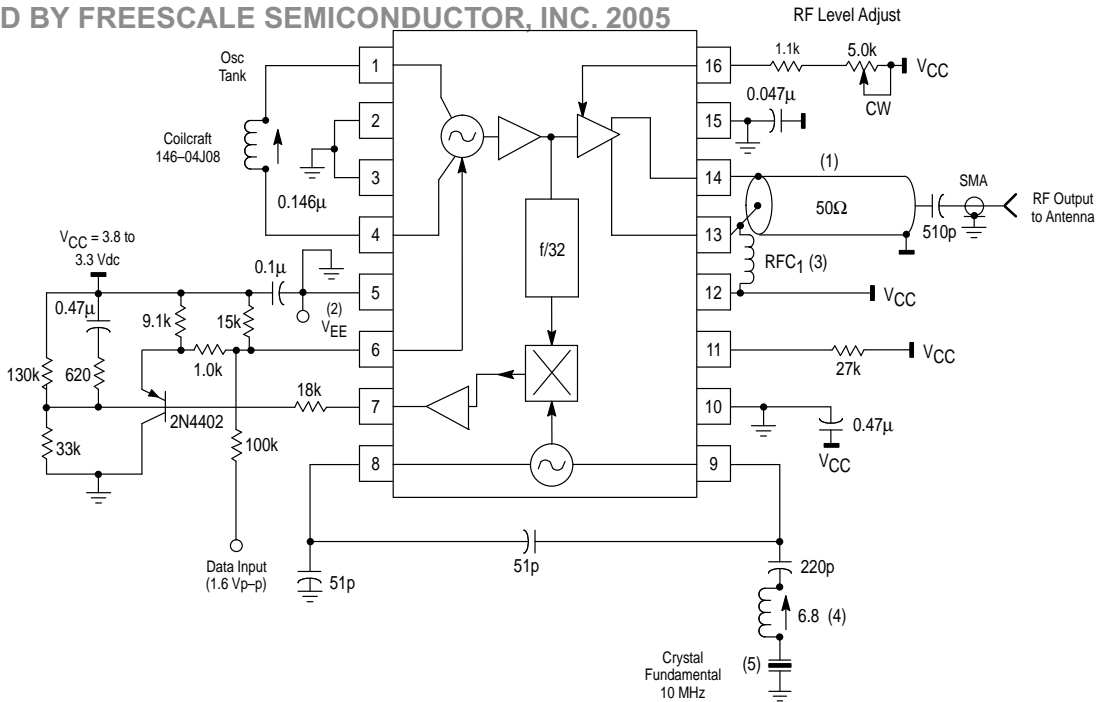 D BY FREESCALE SEMICONDUCTOR, INC. 2005
RF Level Adjust
Osc
Tank
1
16
1.1k
5.0k
VCC
CW
0.047µ
2
15
Coilcraft
146–04J08
3
14
(1)
SMA
0.146µ
50Ω
RF Output
to Antenna
4
13
510p
f/32
RFC1 (3)
VCC = 3.8 to
3.3 Vdc
0.1µ
5
12
VCC
(2)
VEE
0.47µ
9.1k
15k
6
11
VCC
27k
1.0k
130k
620
18k
7
10
2N4402
0.47µ
33k
100k
VCC
8
9
Data Input
(1.6 Vp–p)
51p
51p
220p
6.8 (4)
Crystal
Fundamental
10 MHz
(5)